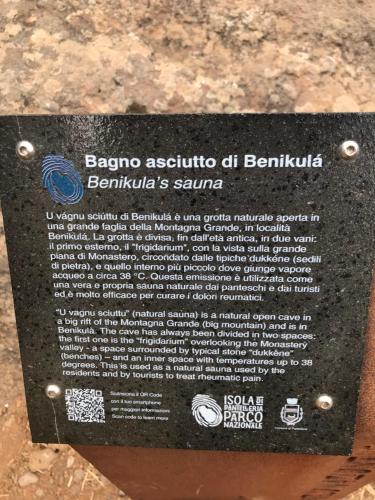 Bagno asciutto di Benikulá
Benikula's sauna
U vágnu sciúttu di Benikulá è una grotta naturale aperta in
una grande faglia della Montagna Grande, in località
Benikulá. La grotta è divisa, fin dall'età antica, in due vani:
il primo esterno, il "frigidarium", con la vista sulla grande
piana di Monastero, circondato dalle tipiche dukkéne (sedili
di pietra), e quello interno più piccolo dove giunge vapore
acqueo a circa 38 °C. Questa emissione è utilizzata come
una vera e propria sauna naturale dai panteschi e dai turisti
ed è molto efficace per curare i dolori reumatici.
"U vagnu sciuttu" (natural sauna) is a natural open cave in
a big rift of the Montagna Grande (big mountain) and is in
Benikulà. The cave has always been divided in two spaces:
the first one is the "frigidarium" overlooking the Monastery
valley - a space surrounded by typical stone "dukkêne"
(benches) – and an inner space with temperatures up to 38
degrees. This is used as a natural sauna used by the
residents and by tourists to treat rheumatic pain.
Scansiona il QR Code
con il tuo smartphone
per maggiori informazioni
Scan code to learn more
ISOLA DI
PANTELLERIA
PARCO
NAZIONALE
Comune di Pantelleria